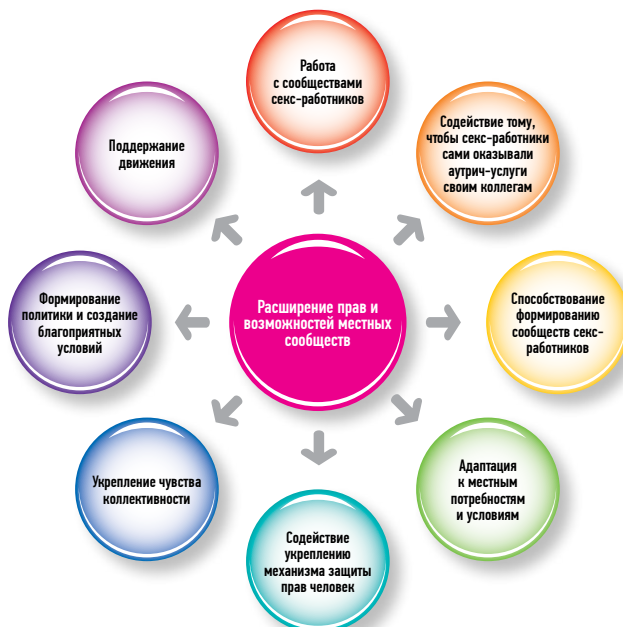 Работа
с сообществами
секс-работников
Содействие тому,
чтобы секс-работники
сами оказывали
аутрич-услуги
своим коллегам
Способствование
формированию
сообществ секс-
работников
Адаптация
к местным
потребностям
и условиям
Содействие
укреплению
механизма защиты
прав человек
Укрепление чувства
коллективности
Формирование
политики и создание
благоприятных
условий
Поддержание
движения
Расширение прав и
возможностей местных
сообществ